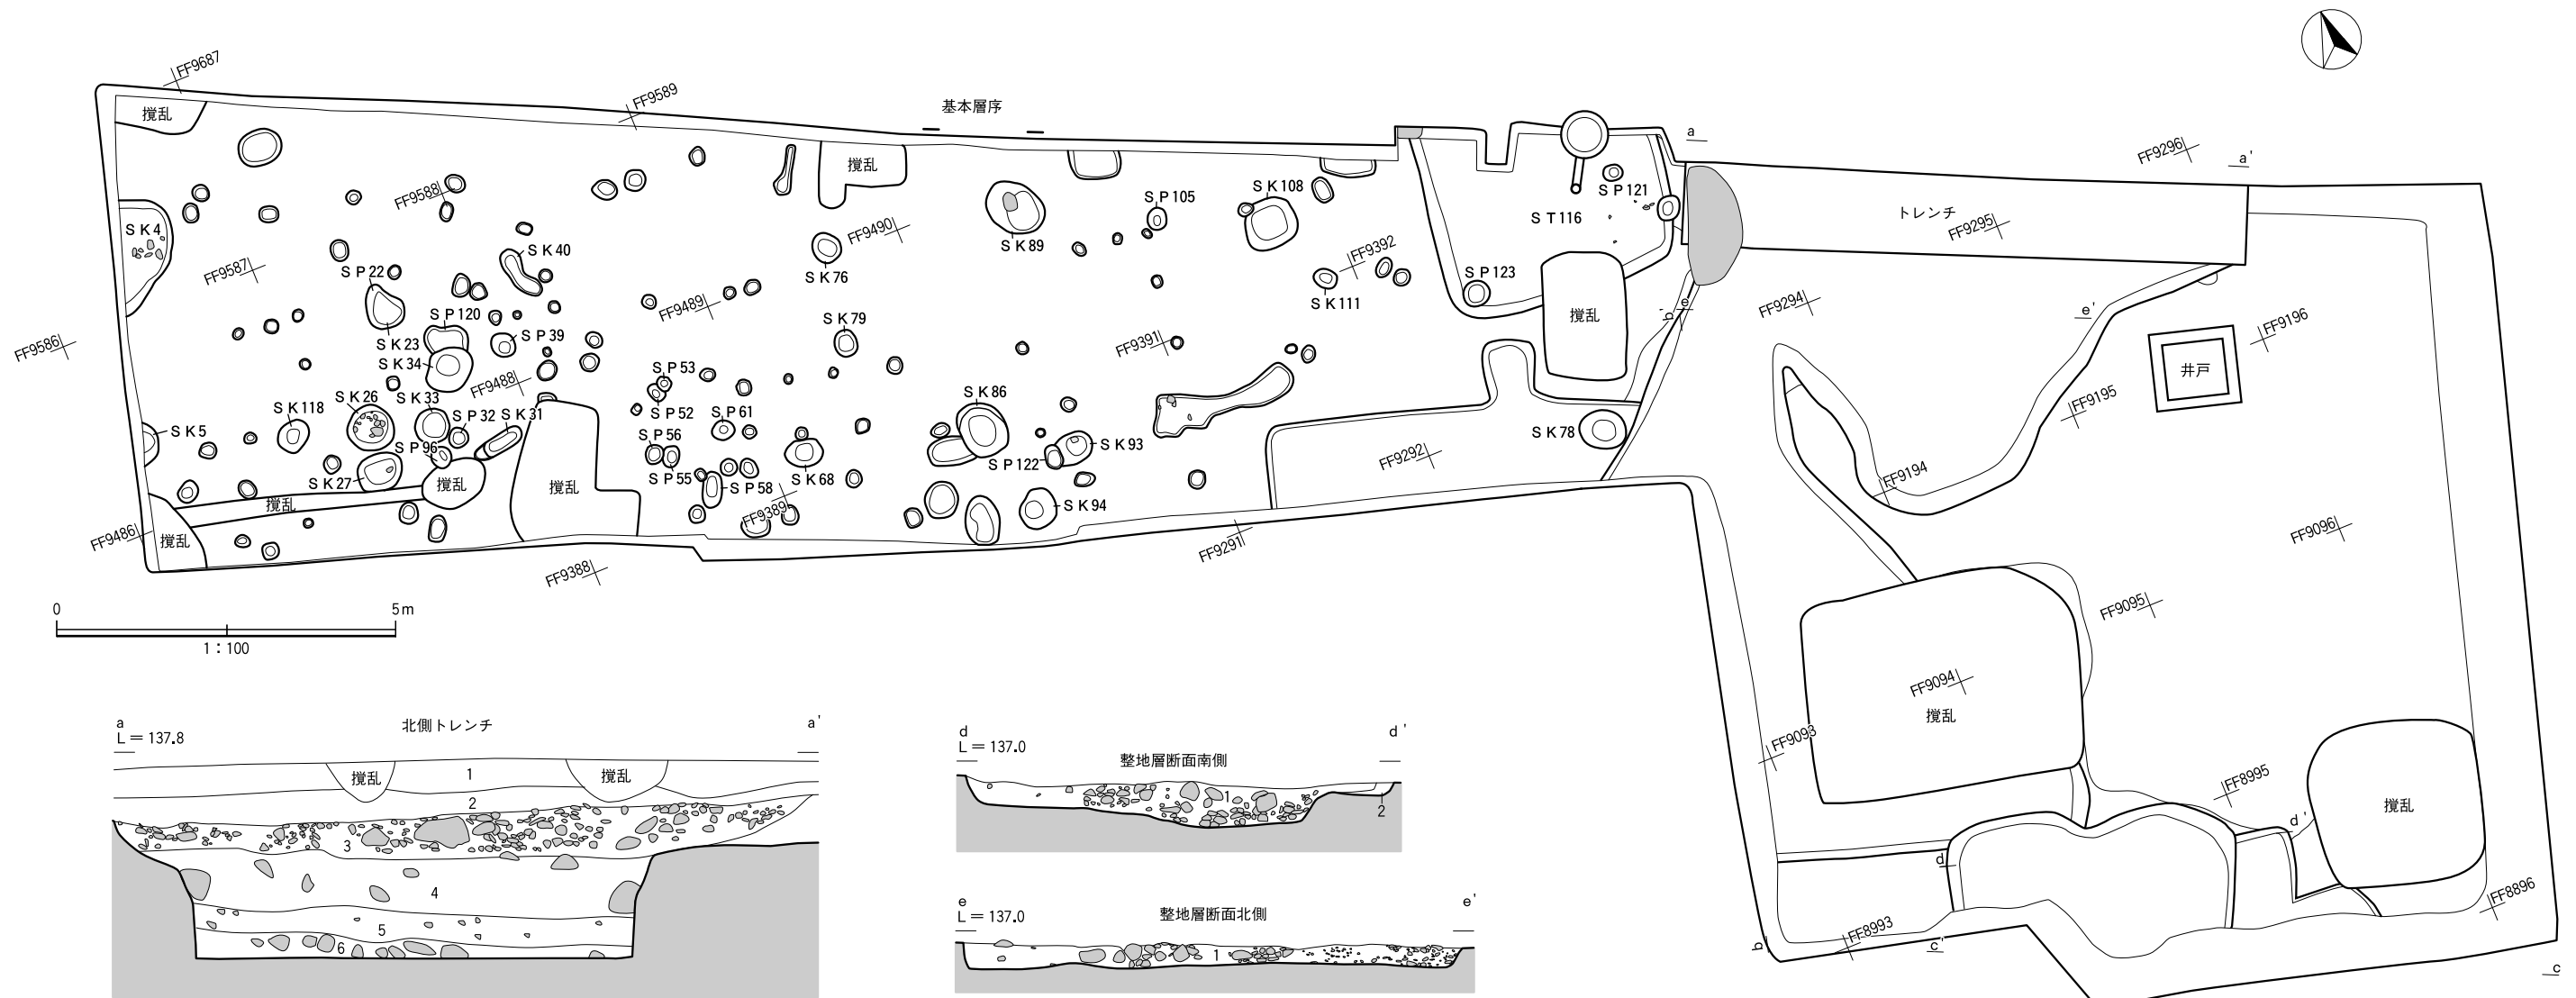 FF9687
FF9589
基本層序
FF9296
a
a'
撹乱
撹乱
FF9588
SK4
SK40
FF9587
SP22
SP120
SP39
SK23
SK34
FF9586
FF9488
SK26
SK33
SP32
SK31
SK118
SK5
SP96
SK27
撹乱
撹乱
撹乱
撹乱
FF9486
FF9388
SP53
SP52
SP61
SP56
SP55
SP58
SK68
FF9389
FF9489
FF9490
SK76
SK79
SK89
SP105
SK108
FF9392
SK111
FF9391
SK86
SP122
SK93
SK94
FF9291
FF9292
SK78
ST116
SP121
SP123
撹乱
e
b'
トレンチ
FF9295
FF9294
e'
FF9196
井戸
FF9195
FF9194
FF9096
FF9095
FF9094
撹乱
FF9093
FF8995
撹乱
d
d'
FF8896
FF8993
b
c'
c
0
5m
1:100
a
L=137.8
北側トレンチ
a'
撹乱
1
撹乱
2
3
4
5
6
d
L=137.0
整地層断面南側
d'
1
2
e
L=137.0
整地層断面北側
e'
1